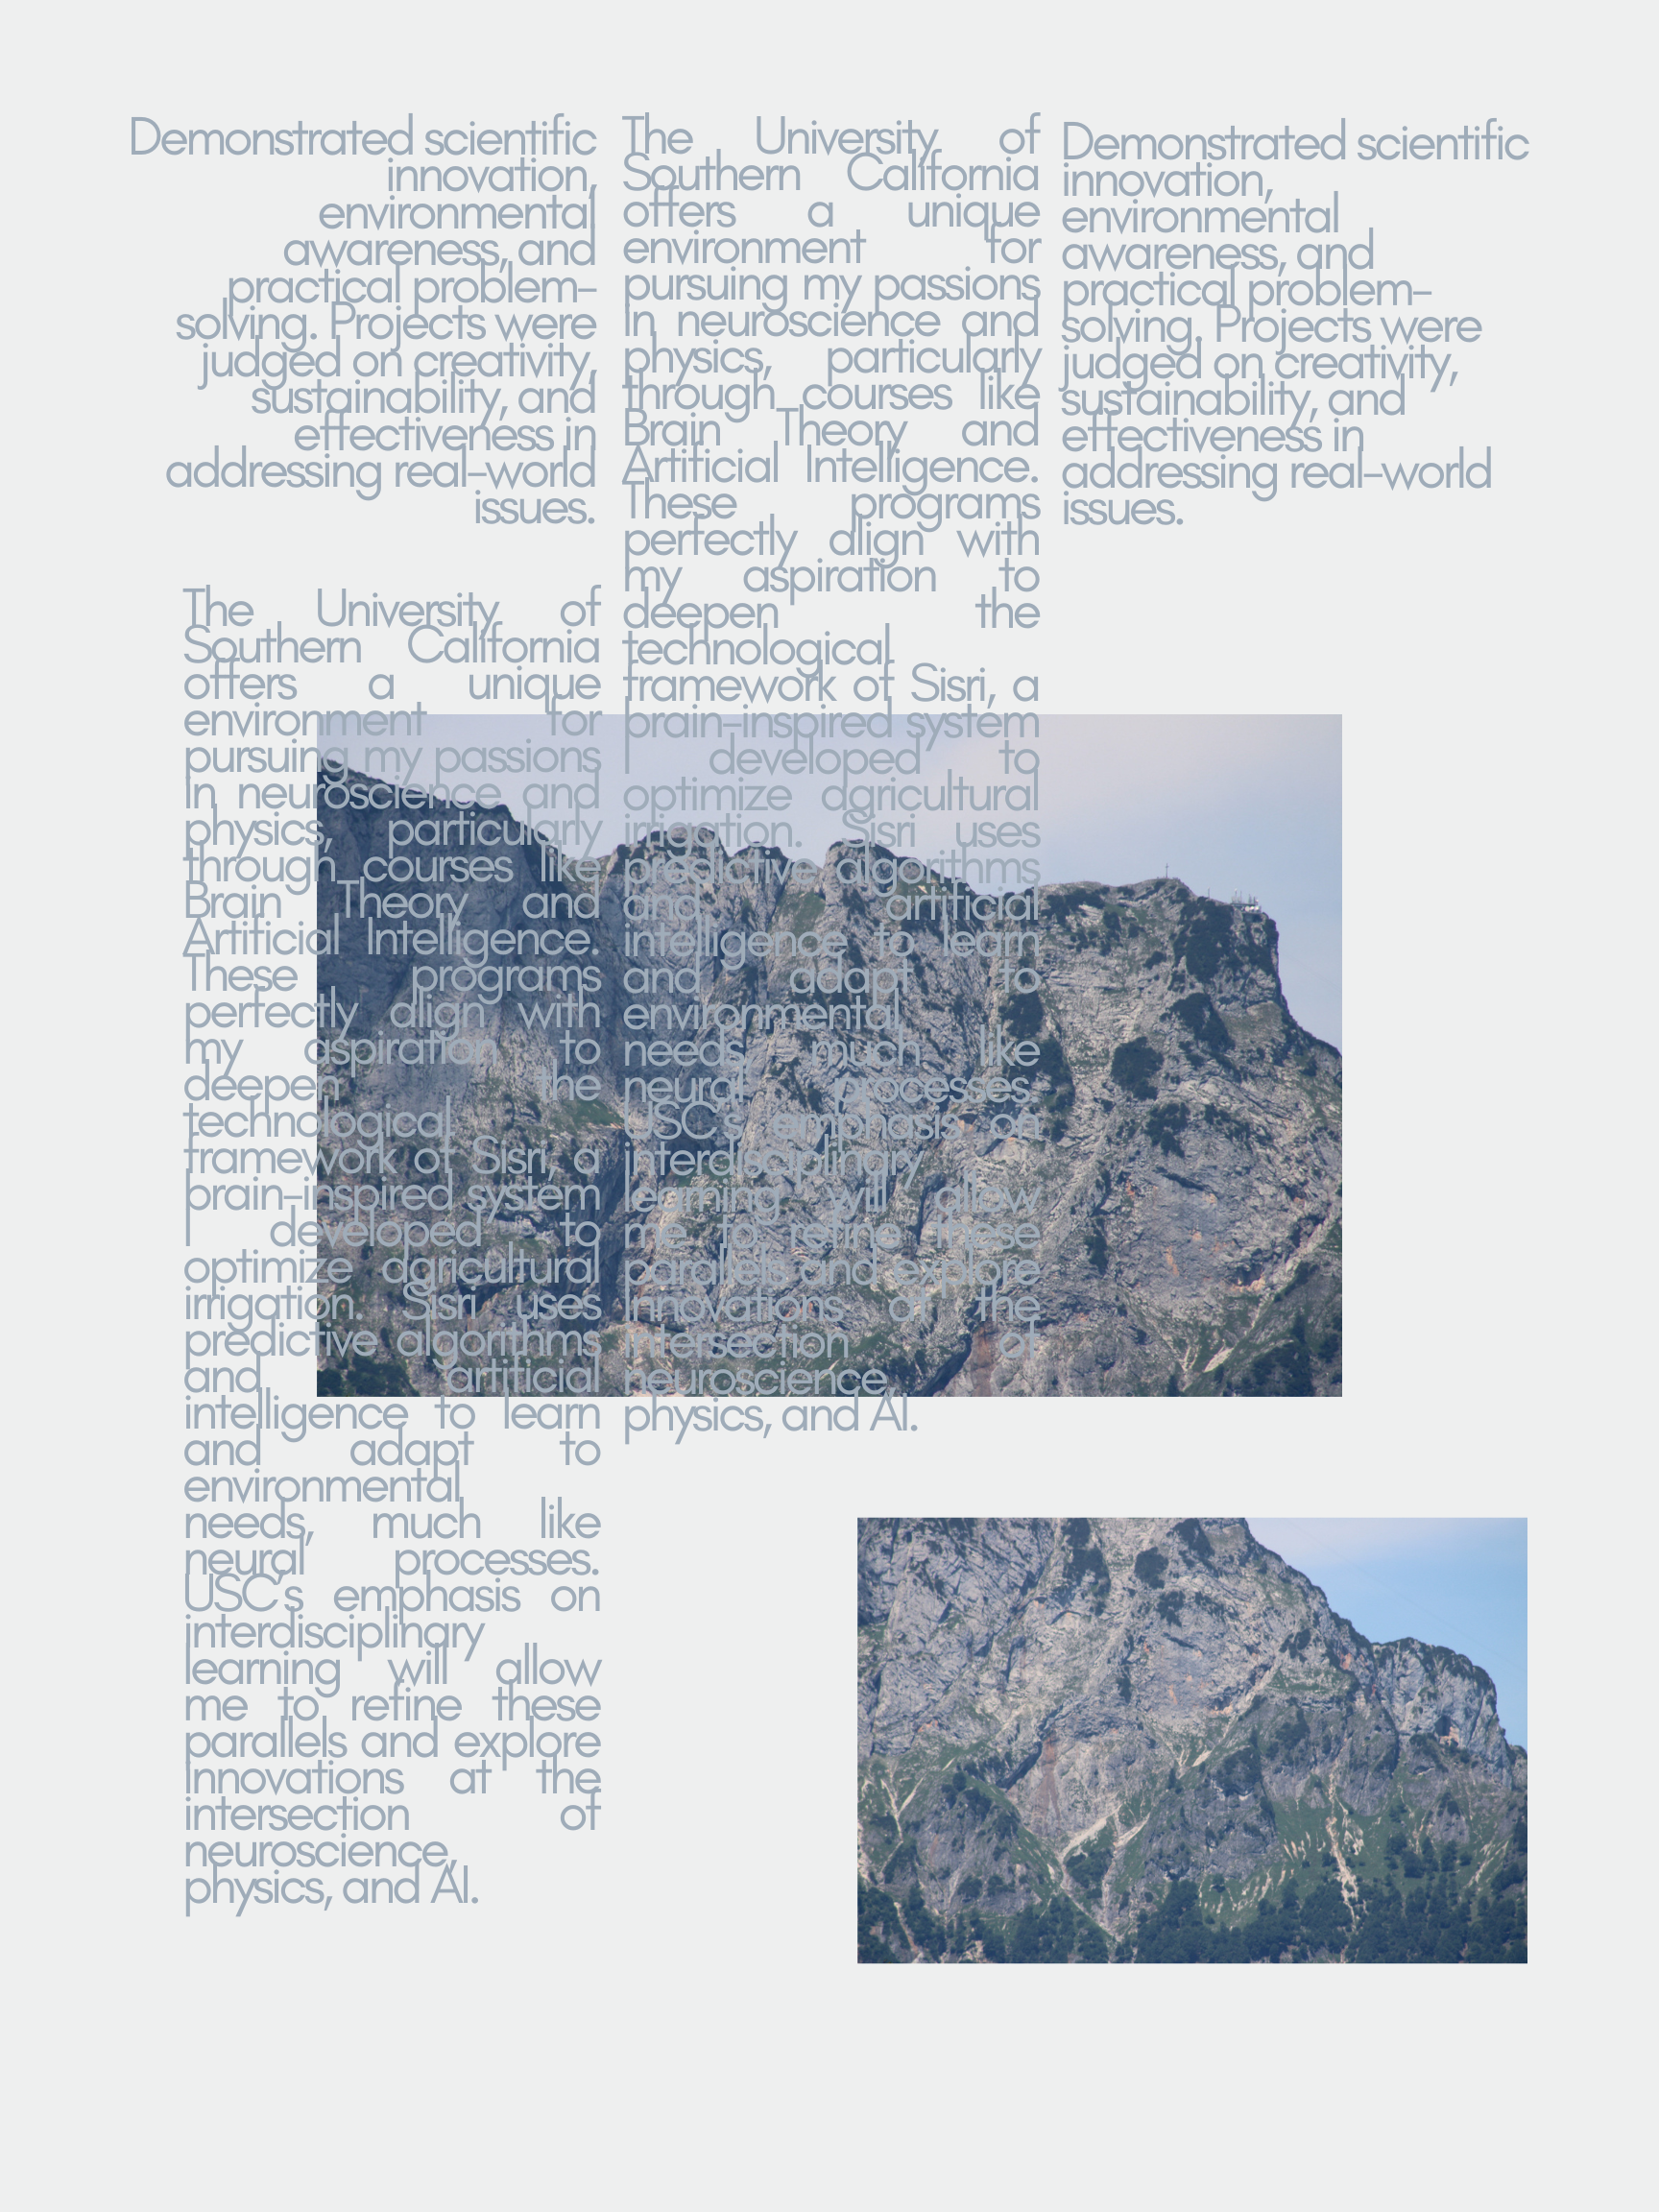 Demonstrated scientific
innovation,
environmental
awareness, and
practical problem-
solving. Projects were
judged on creativity,
sustainability, and
effectiveness in
addressing real-world
issues.
The University of
Southern California
offers a unique
environment for
pursuing my passions
in neuroscience and
physics, particularly
through courses like
Brain Theory and
Artificial Intelligence.
These programs
perfectly align with
my aspiration to
deepen the
technological
framework of Sisri, a
brain-inspired system
I developed to
optimize agricultural
irrigation. Sisri uses
predictive algorithms
and artificial
intelligence to learn
and adapt to
environmental
needs, much like
neural processes.
USC's emphasis on
interdisciplinary
learning will allow
me to refine these
parallels and explore
innovations at the
intersection of
neuroscience,
physics, and AI.
The University of
Southern California
offers a unique
environment for
pursuing my passions
in neuroscience and
physics, particularly
through courses like
Brain Theory and
Artificial Intelligence.
These programs
perfectly align with
my aspiration to
deepen the
technological
framework of Sisri, a
brain-inspired system
I developed to
optimize agricultural
irrigation. Sisri uses
predictive algorithms
and artificial
intelligence to learn
and adapt to
environmental
needs, much like
neural processes.
USC's emphasis on
interdisciplinary
learning will allow
me to refine these
parallels and explore
innovations at the
intersection of
neuroscience,
physics, and AI.
Demonstrated scientific
innovation,
environmental
awareness, and
practical problem-
solving. Projects were
judged on creativity,
sustainability, and
effectiveness in
addressing real-world
issues.